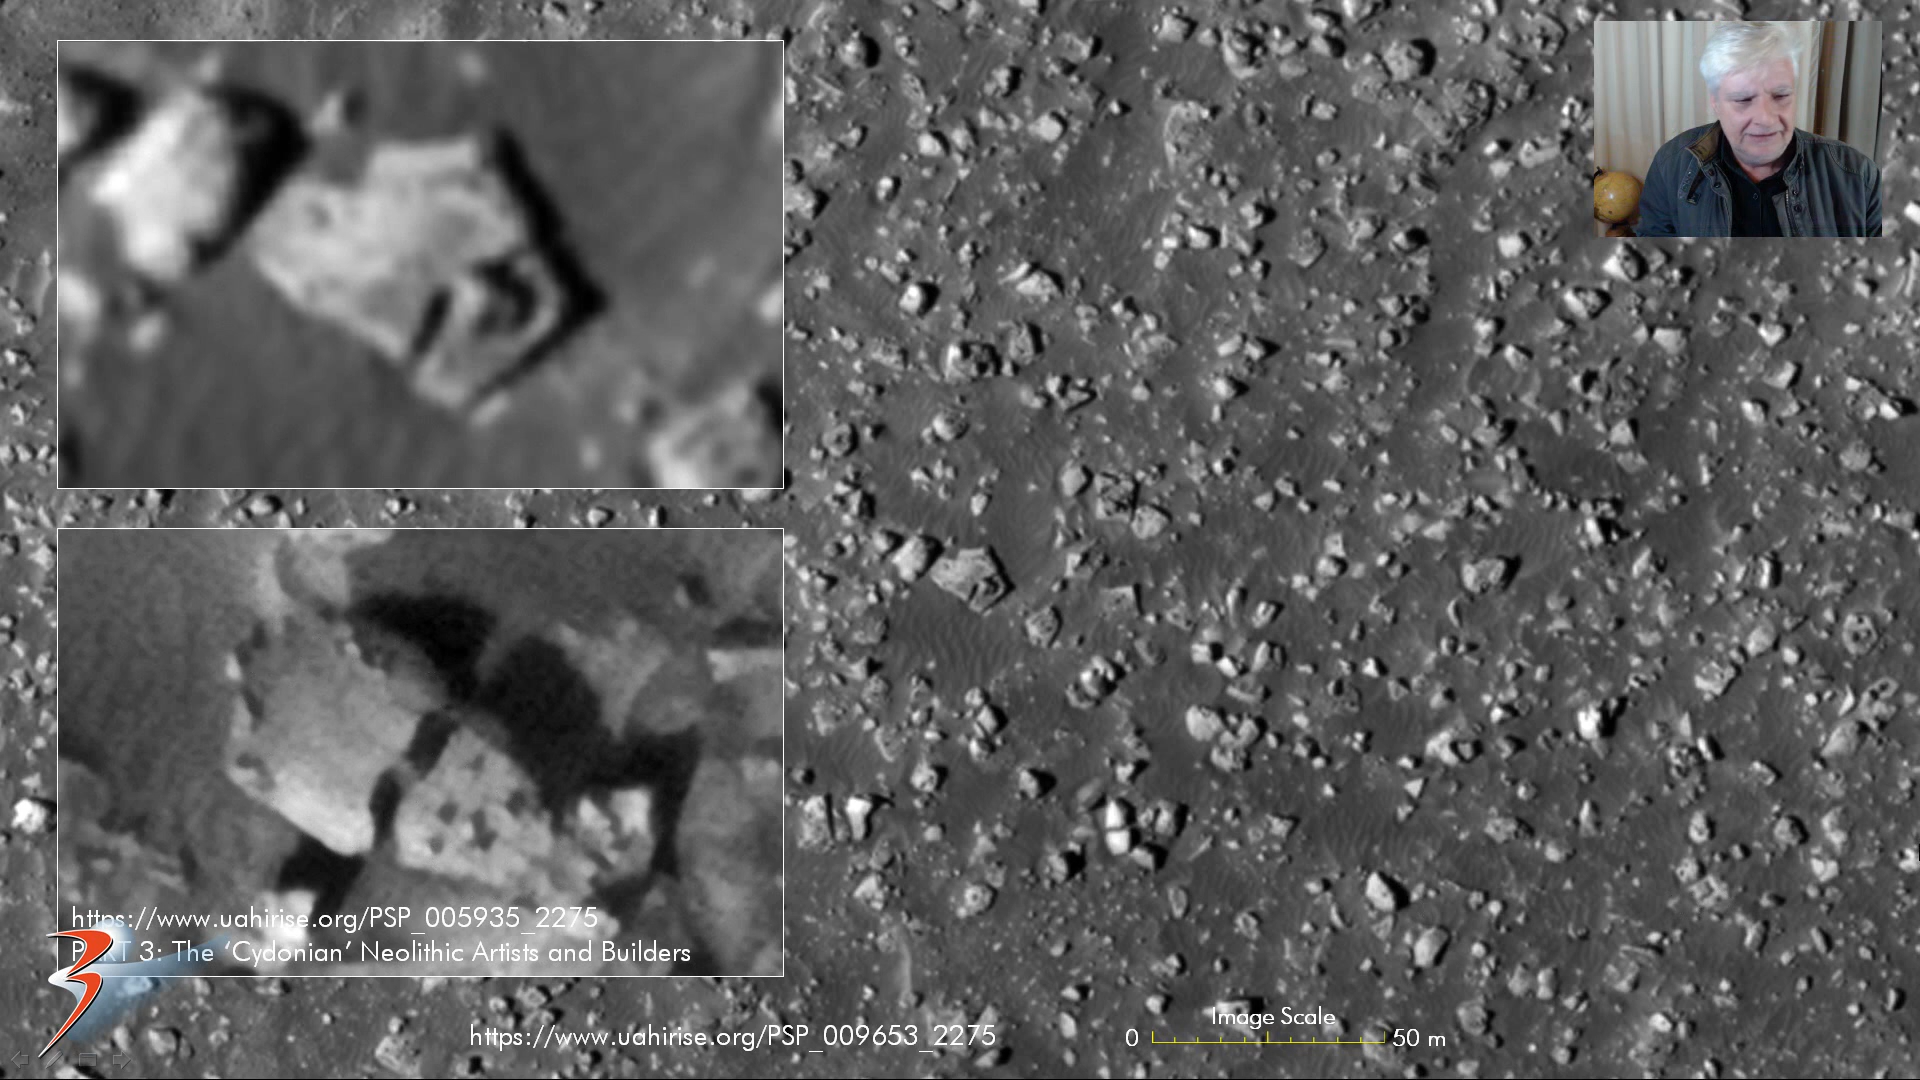 https://www.uahirise.org/PSP_005935_2275
PART 3: The ‘Cydonian’ Neolithic Artists and Builders
https://www.uahirise.org/PSP_009653_2275
Image Scale
0 50 m